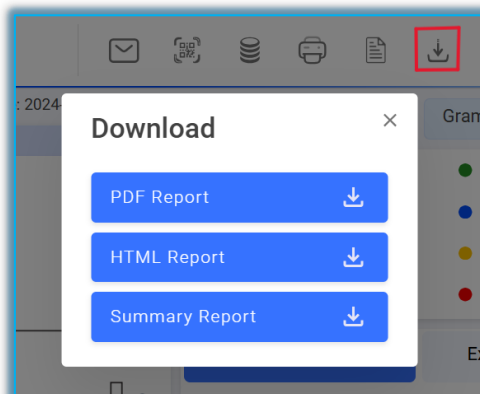 : 2024-
Download
Gram
PDF Report
HTML Report
Summary Report
Ex